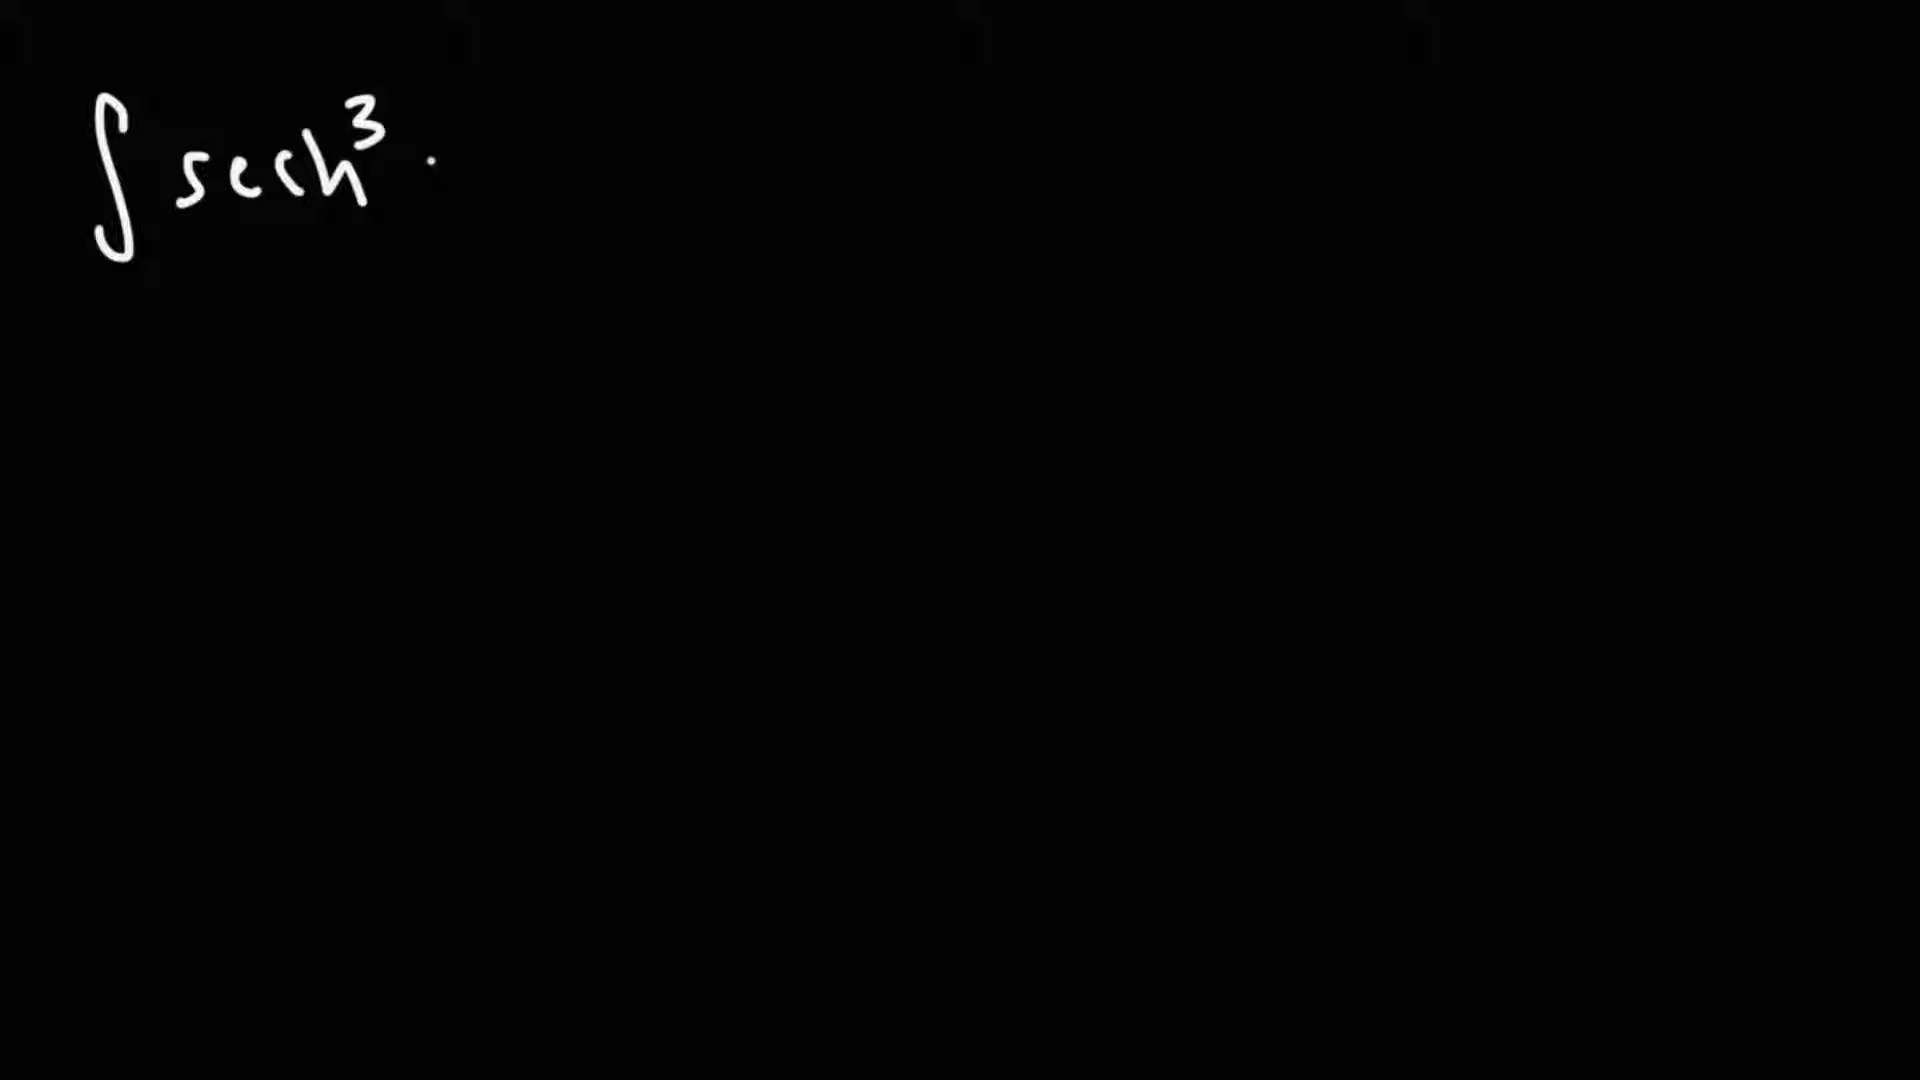 ∫ sech³ ·